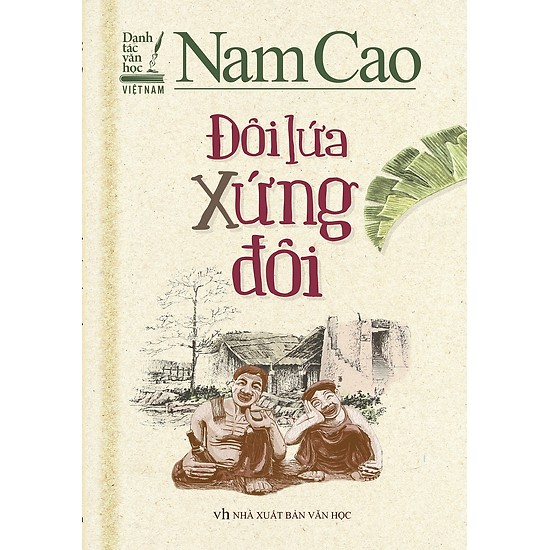 Danh
tác
văn
học
VIỆT NAM
Nam Cao
Đôi lứa
Xứng
đôi
vh NHÀ XUẤT BẢN VĂN HỌC